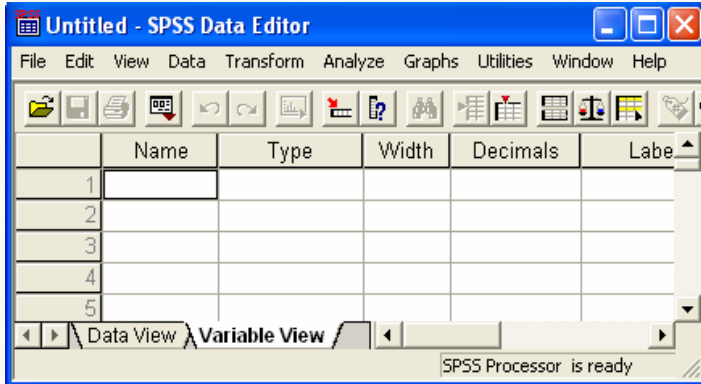 Untitled - SPSS Data Editor
File Edit View Data Transform Analyze Graphs Utilities Window Help
Name Type Width Decimals Labe
1
2
3
4
5
Data View Variable View
SPSS Processor is ready